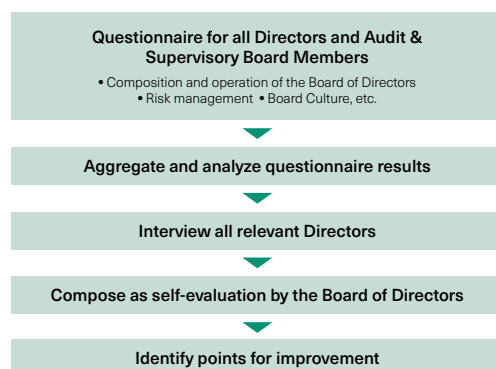 Questionnaire for all Directors and Audit &
Supervisory Board Members
• Composition and operation of the Board of Directors
• Risk management • Board Culture, etc.
Aggregate and analyze questionnaire results
Interview all relevant Directors
Compose as self-evaluation by the Board of Directors
Identify points for improvement